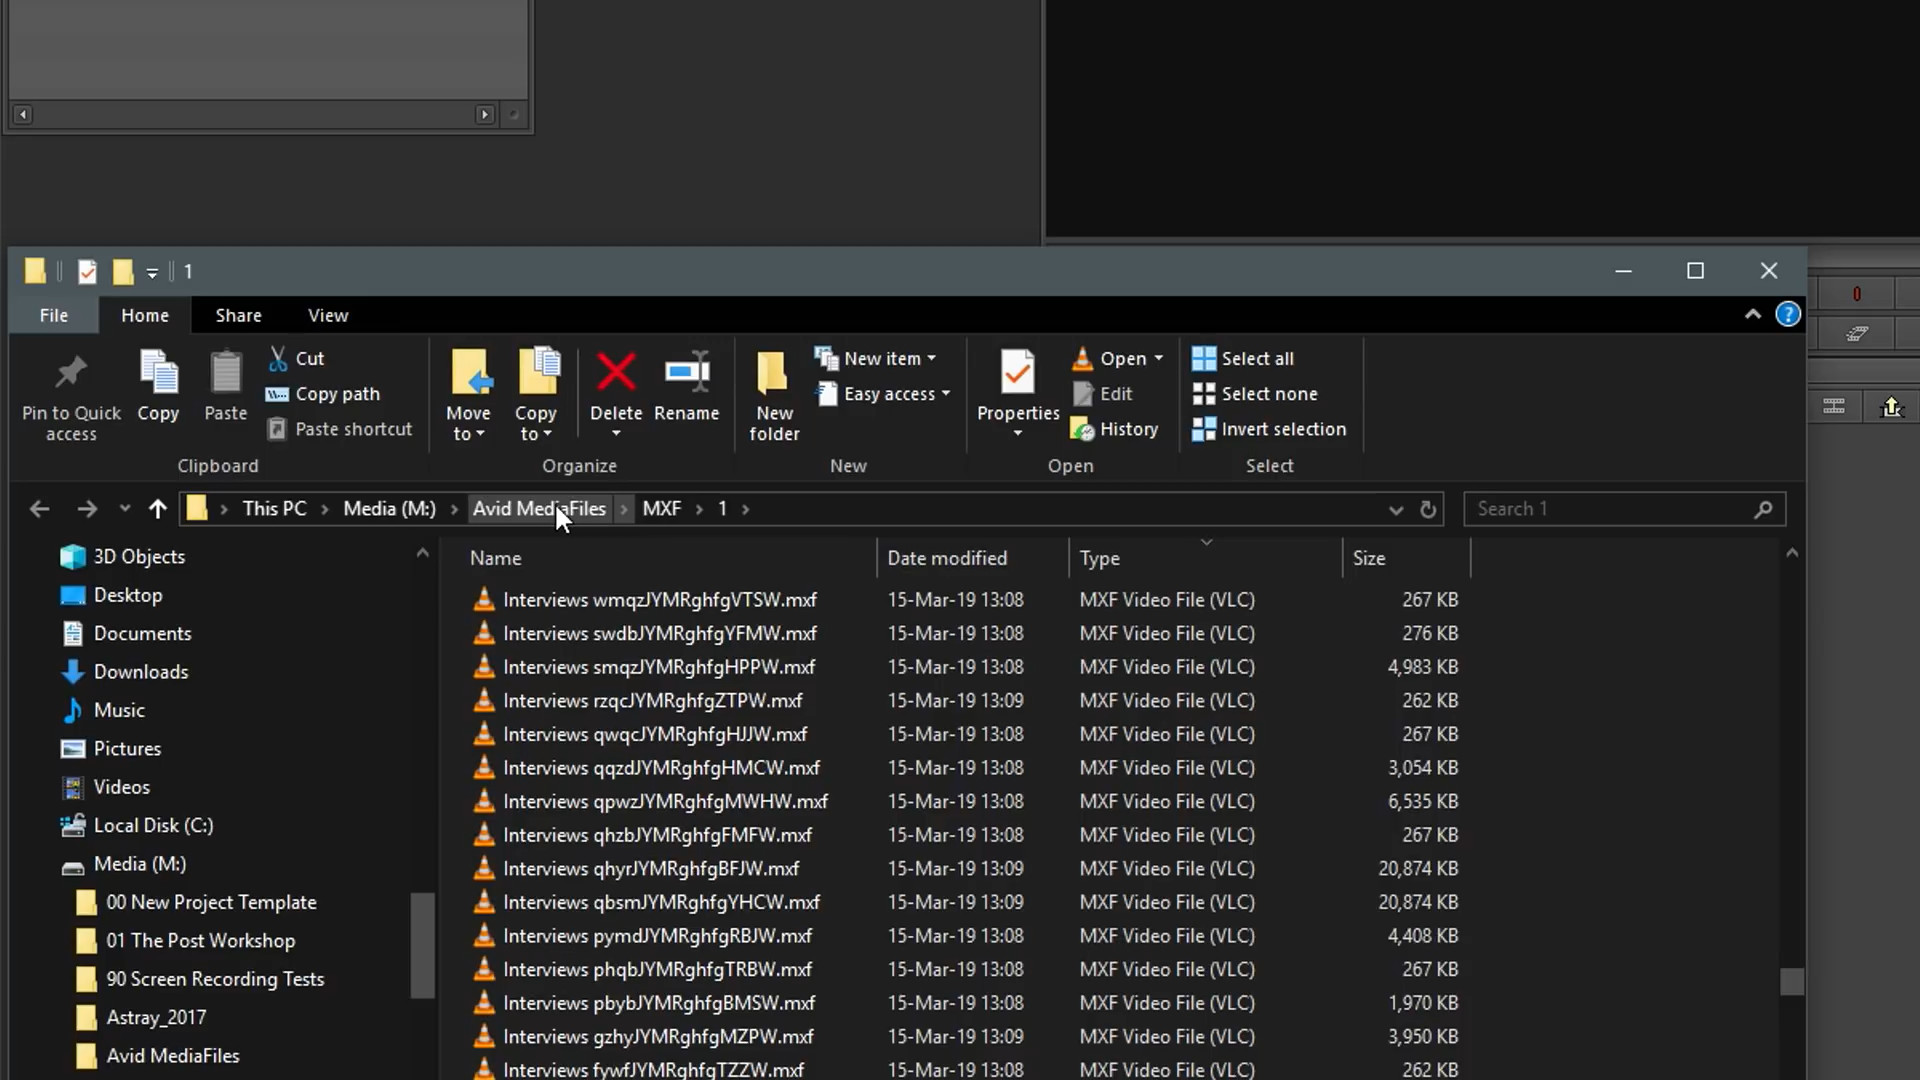 1
File Home Share View
Pin to Quick access
Copy
Paste
Cut
Copy path
Paste shortcut
Clipboard
Move to
Copy to
Delete
Rename
Organize
New folder
New item
Easy access
New
Properties
Open
Edit
History
Open
Select all
Select none
Invert selection
Select
This PC Media (M:) Avid MediaFiles MXF 1
Search 1
3D Objects
Desktop
Documents
Downloads
Music
Pictures
Videos
Local Disk (C:)
Media (M:)
00 New Project Template
01 The Post Workshop
90 Screen Recording Tests
Astray_2017
Avid MediaFiles
Name Date modified Type Size
Interviews wmqzJYMRghfgVTSW.mxf 15-Mar-19 13:08 MXF Video File (VLC) 267 KB
Interviews swdbJYMRghfgYFMW.mxf 15-Mar-19 13:08 MXF Video File (VLC) 276 KB
Interviews smqzJYMRghfgHPPW.mxf 15-Mar-19 13:08 MXF Video File (VLC) 4,983 KB
Interviews rzqcJYMRghfgZTPW.mxf 15-Mar-19 13:09 MXF Video File (VLC) 262 KB
Interviews qwqcJYMRghfgHJJW.mxf 15-Mar-19 13:09 MXF Video File (VLC) 267 KB
Interviews qqzdJYMRghfgHMCW.mxf 15-Mar-19 13:08 MXF Video File (VLC) 3,054 KB
Interviews qpwzJYMRghfgMWHW.mxf 15-Mar-19 13:08 MXF Video File (VLC) 6,535 KB
Interviews qhzbJYMRghfgFMFW.mxf 15-Mar-19 13:08 MXF Video File (VLC) 267 KB
Interviews qhyrJYMRghfgBFJW.mxf 15-Mar-19 13:09 MXF Video File (VLC) 20,874 KB
Interviews qbsmJYMRghfgYHCW.mxf 15-Mar-19 13:09 MXF Video File (VLC) 20,874 KB
Interviews pymdJYMRghfgRBJW.mxf 15-Mar-19 13:08 MXF Video File (VLC) 4,408 KB
Interviews phqbJYMRghfgTRBW.mxf 15-Mar-19 13:08 MXF Video File (VLC) 267 KB
Interviews pbybJYMRghfgBMSW.mxf 15-Mar-19 13:08 MXF Video File (VLC) 1,970 KB
Interviews gzhyJYMRghfgMZPW.mxf 15-Mar-19 13:09 MXF Video File (VLC) 3,950 KB
Interviews fywfJYMRghfgTZZW.mxf 15-Mar-19 13:08 MXF Video File (VLC) 262 KB